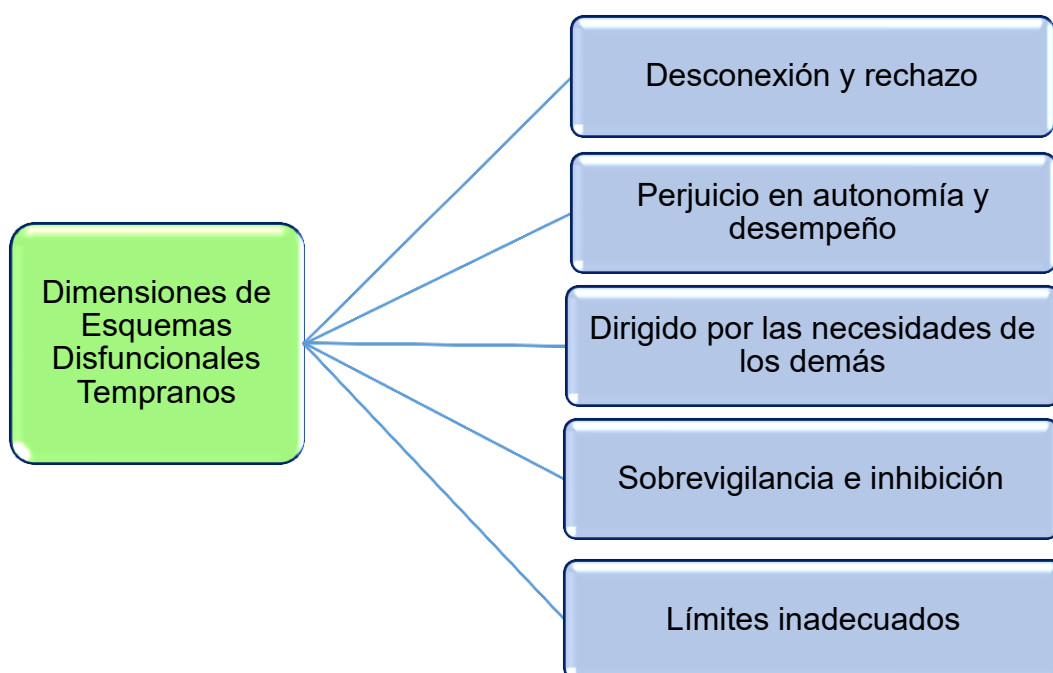 Desconexión y rechazo
Perjuicio en autonomía y
desempeño
Dimensiones de
Esquemas
Disfuncionales
Tempranos
Dirigido por las necesidades de
los demás
Sobrevigilancia e inhibición
Límites inadecuados